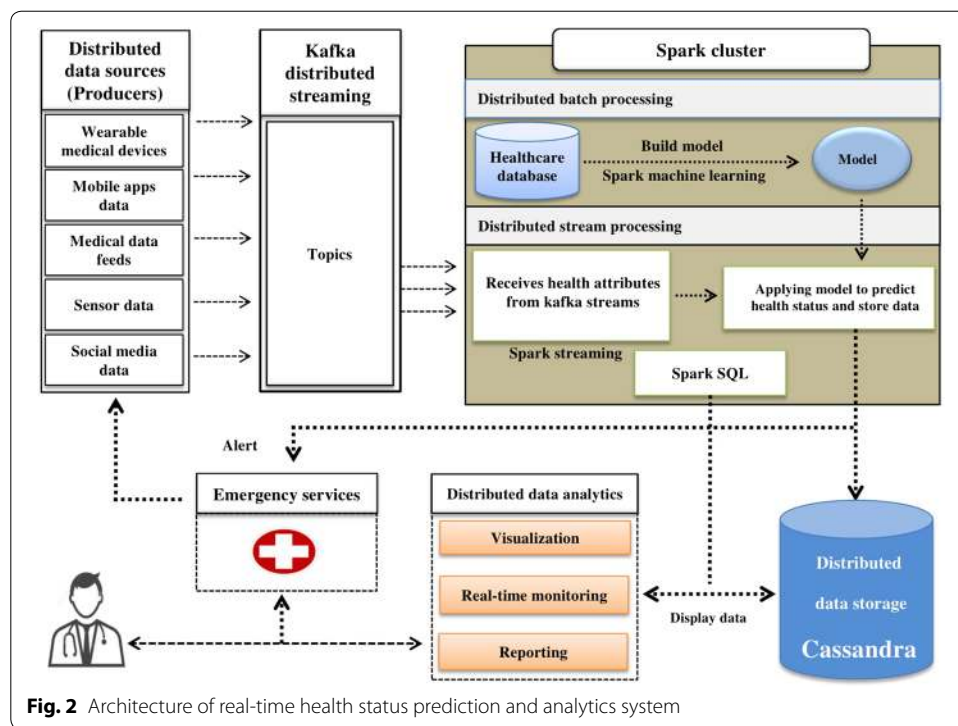 Distributed
data sources
(Producers)
Wearable
medical devices
Mobile apps
data
Medical data
feeds
Sensor data
Social media
data
Kafka
distributed
streaming
Topics
Spark cluster
Distributed batch processing
Healthcare
database
Build model
Spark machine learning
Model
Distributed stream processing
Receives health attributes
from kafka streams
Applying model to predict
health status and store data
Spark streaming
Spark SQL
Alert
Emergency services
Distributed data analytics
Visualization
Real-time monitoring
Reporting
Display data
Distributed
data storage
Cassandra
Fig. 2 Architecture of real-time health status prediction and analytics system